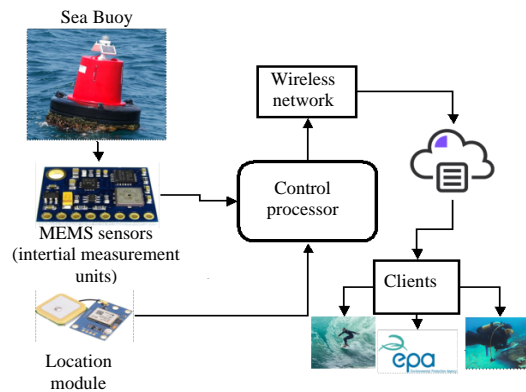 Sea Buoy
Wireless
network
Control
processor
MEMS sensors
(intertial measurement
units)
Clients
epa
Location
module